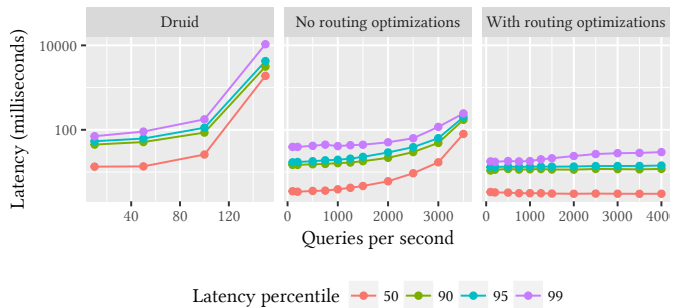 Druid
No routing optimizations
With routing optimizations
Latency (milliseconds)
10000
100
40 80 120
0 1000 2000 3000
0 1000 2000 3000 400
Queries per second
Latency percentile 50 90 95 99